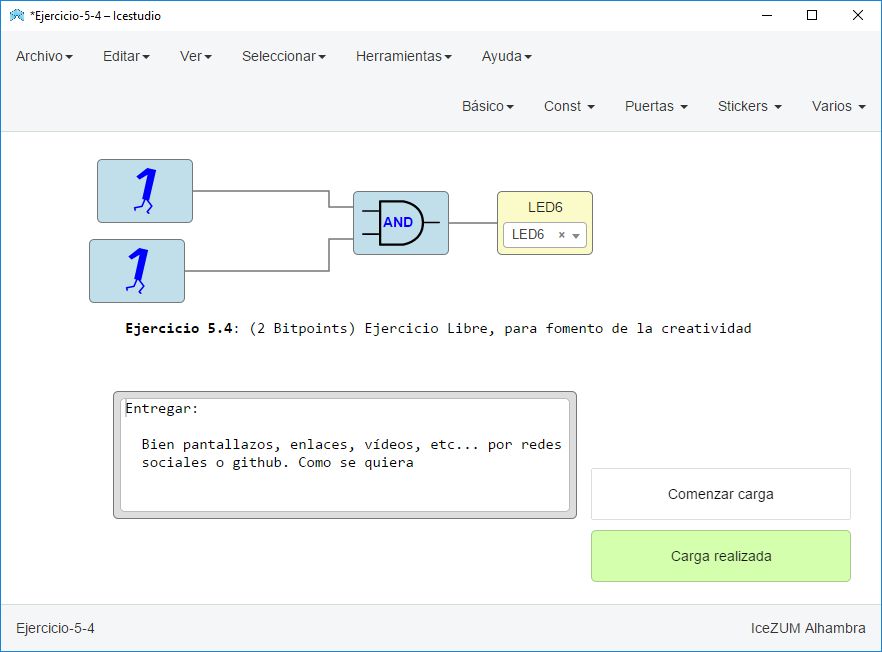 *Ejercicio-5-4 – Icestudio
Archivo Editar Ver Seleccionar Herramientas Ayuda
Básico Const Puertas Stickers Varios
1
1
AND
LED6
LED6 ×
Ejercicio 5.4: (2 Bitpoints) Ejercicio Libre, para fomento de la creatividad
Entregar:
Bien pantallazos, enlaces, vídeos, etc... por redes
sociales o github. Como se quiera
Comenzar carga
Carga realizada
Ejercicio-5-4 IceZUM Alhambra